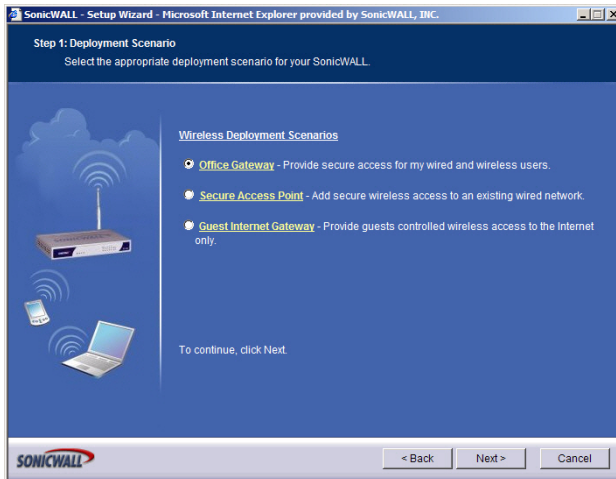 SonicWALL - Setup Wizard - Microsoft Internet Explorer provided by SonicWALL, INC.
Step 1: Deployment Scenario
Select the appropriate deployment scenario for your SonicWALL.
Wireless Deployment Scenarios
Office Gateway - Provide secure access for my wired and wireless users.
Secure Access Point - Add secure wireless access to an existing wired network.
Guest Internet Gateway - Provide guests controlled wireless access to the Internet
only.
To continue, click Next.
SONICWALL
< Back
Next >
Cancel